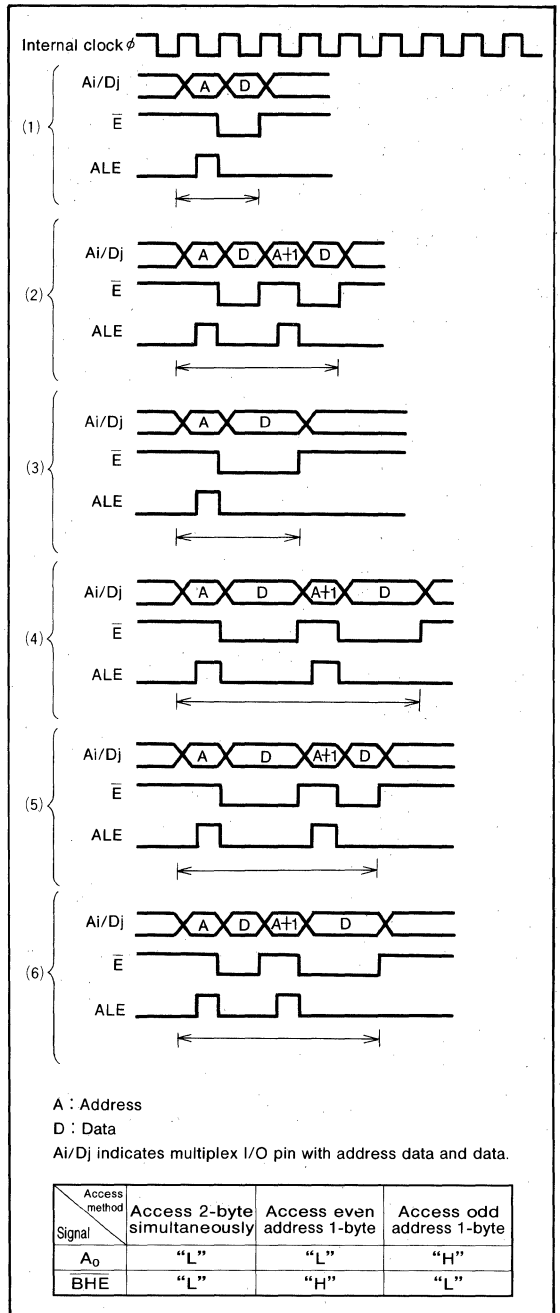 Internal clock ϕ
(1)
Ai/Dj A D
E̅
ALE
(2)
Ai/Dj A D A+1 D
E̅
ALE
(3)
Ai/Dj A D
E̅
ALE
(4)
Ai/Dj A D A+1 D
E̅
ALE
(5)
Ai/Dj A D A+1 D
E̅
ALE
(6)
Ai/Dj A D A+1 D
E̅
ALE
A : Address
D : Data
Ai/Dj indicates multiplex I/O pin with address data and data.
Access method
Signal
Access 2-byte simultaneously
Access even address 1-byte
Access odd address 1-byte
A₀ “L” “L” “H”
B̅H̅E̅ “L” “H” “L”